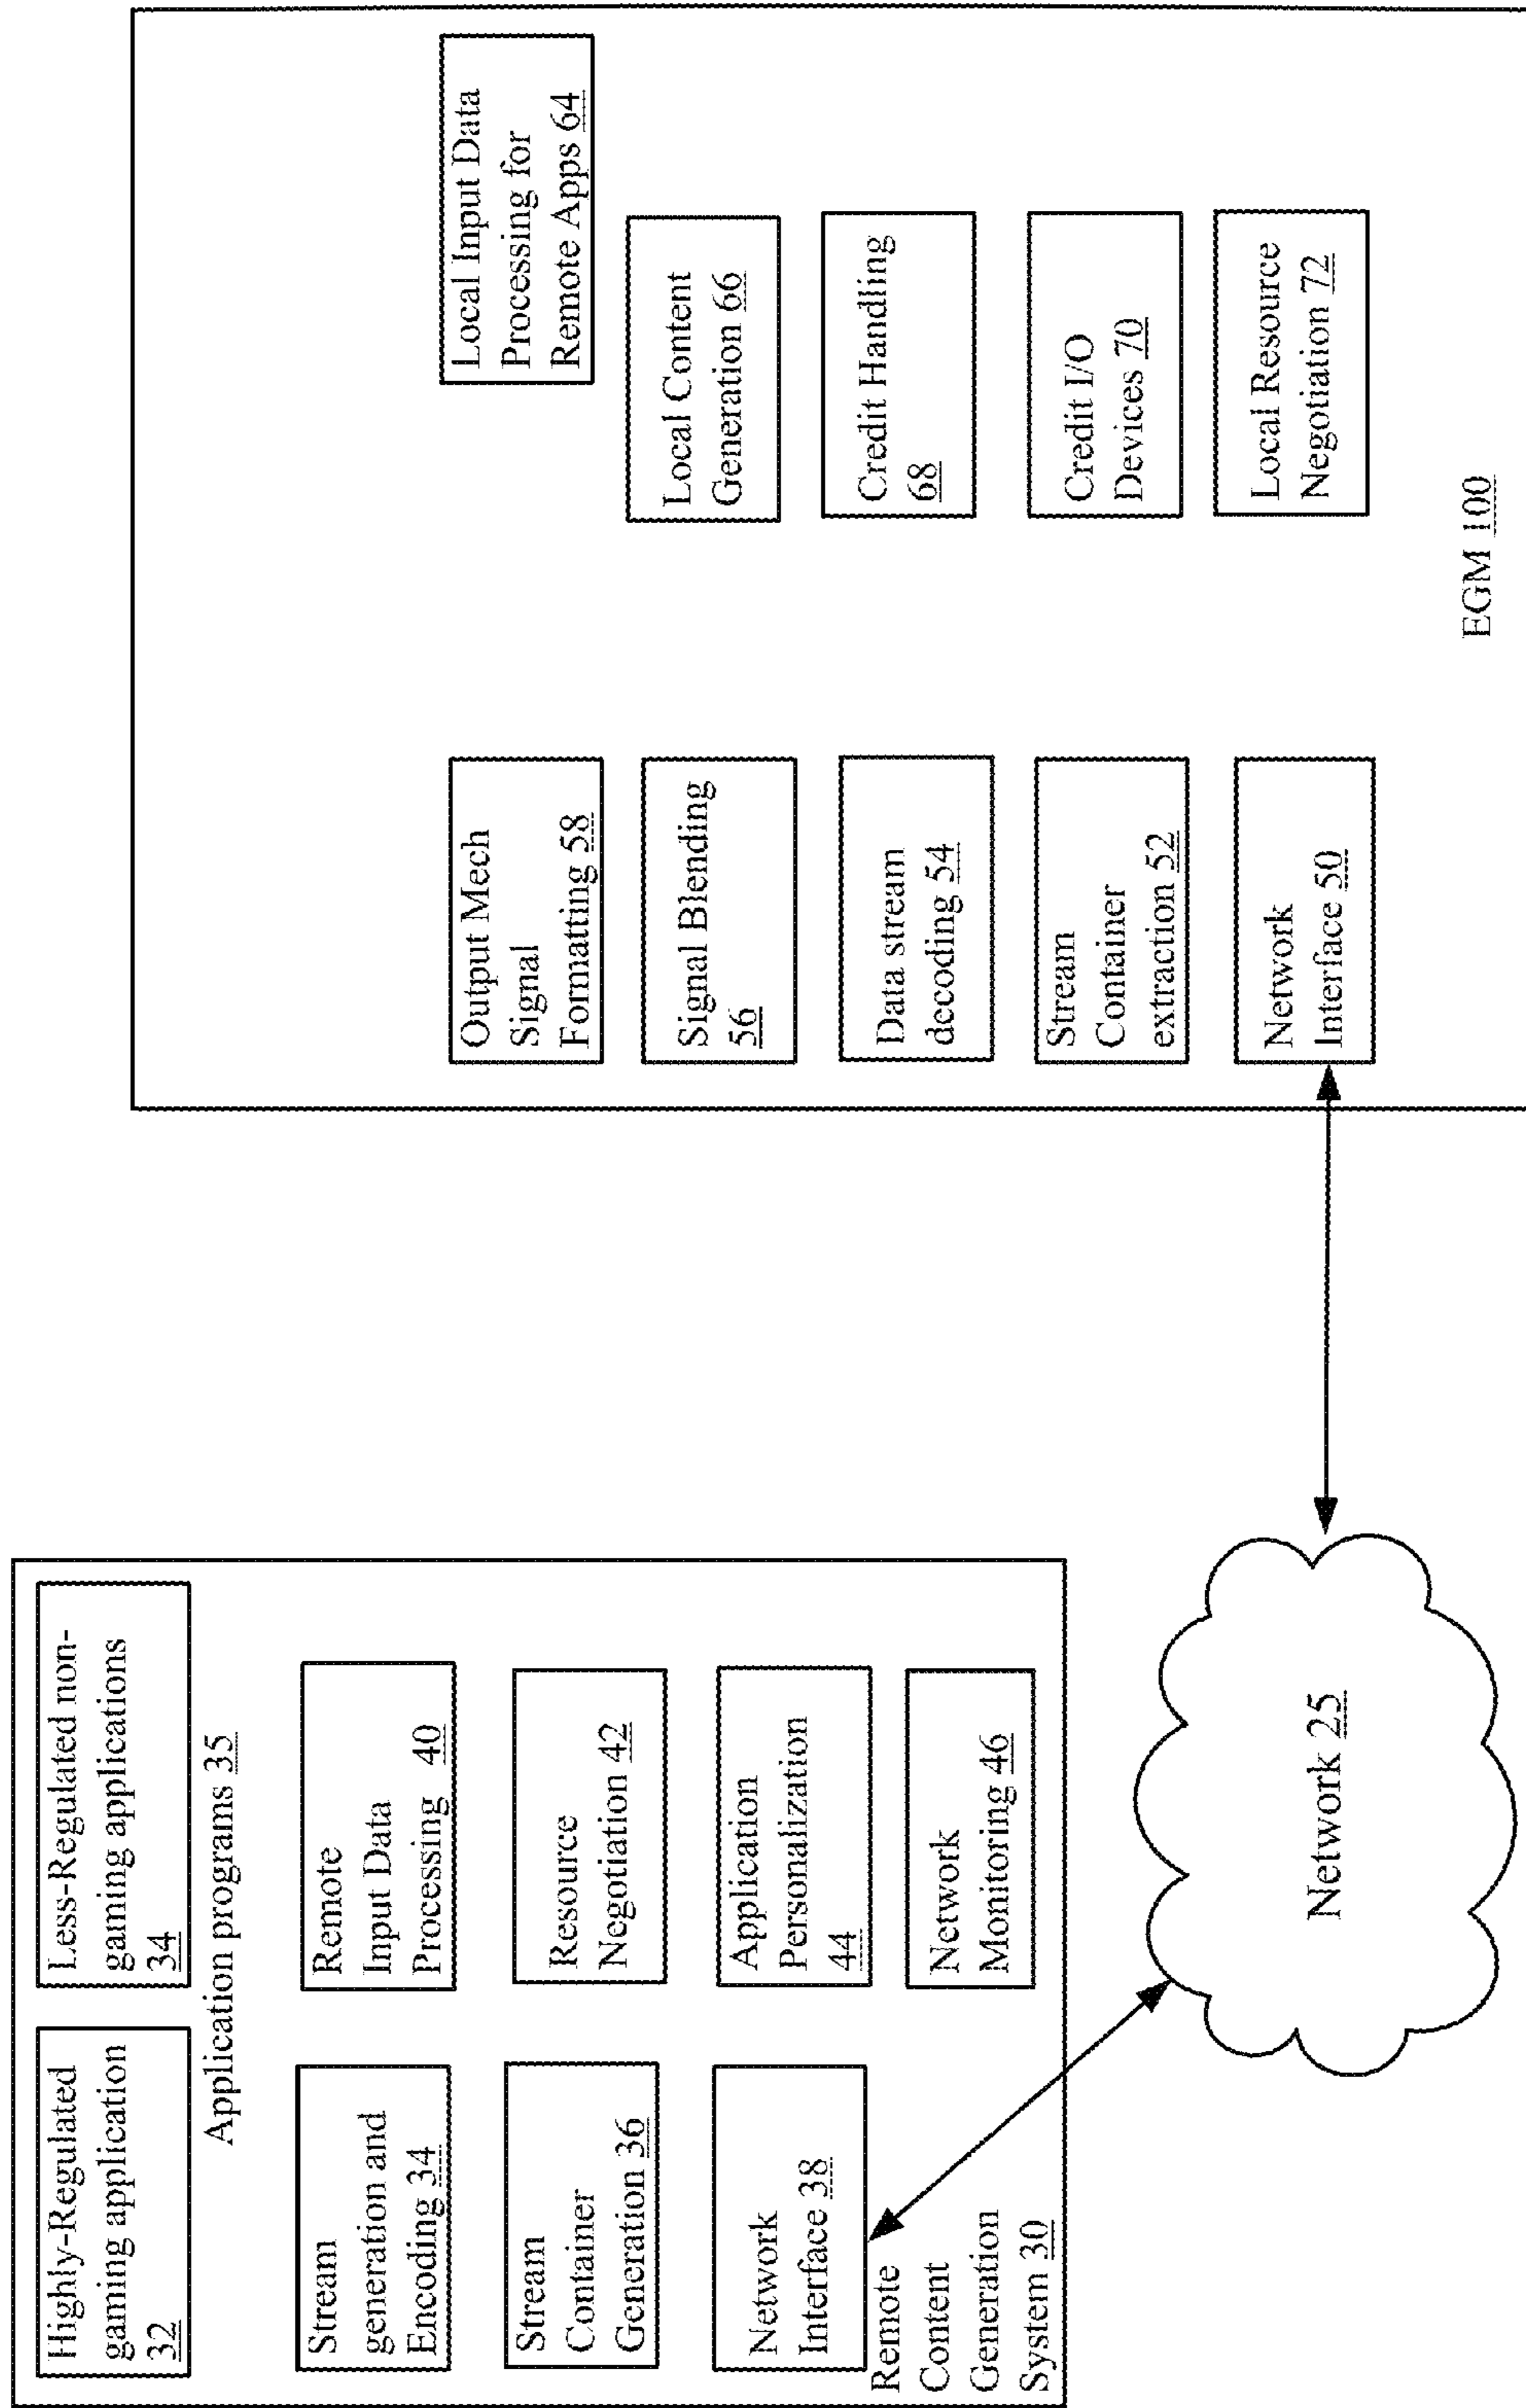 Highly-Regulated
gaming application
32
Less-Regulated non-
gaming applications
34
Application programs 35
Stream
generation and
Encoding 34
Remote
Input Data
Processing 40
Stream
Container
Generation 36
Resource
Negotiation 42
Network
Interface 38
Application
Personalization
44
Network
Monitoring 46
Remote
Content
Generation
System 30
Network 25
Output Mech
Signal
Formatting 58
Local Input Data
Processing for
Remote Apps 64
Signal Blending
56
Local Content
Generation 66
Data stream
decoding 54
Credit Handling
68
Stream
Container
extraction 52
Credit I/O
Devices 70
Network
Interface 50
Local Resource
Negotiation 72
EGM 100